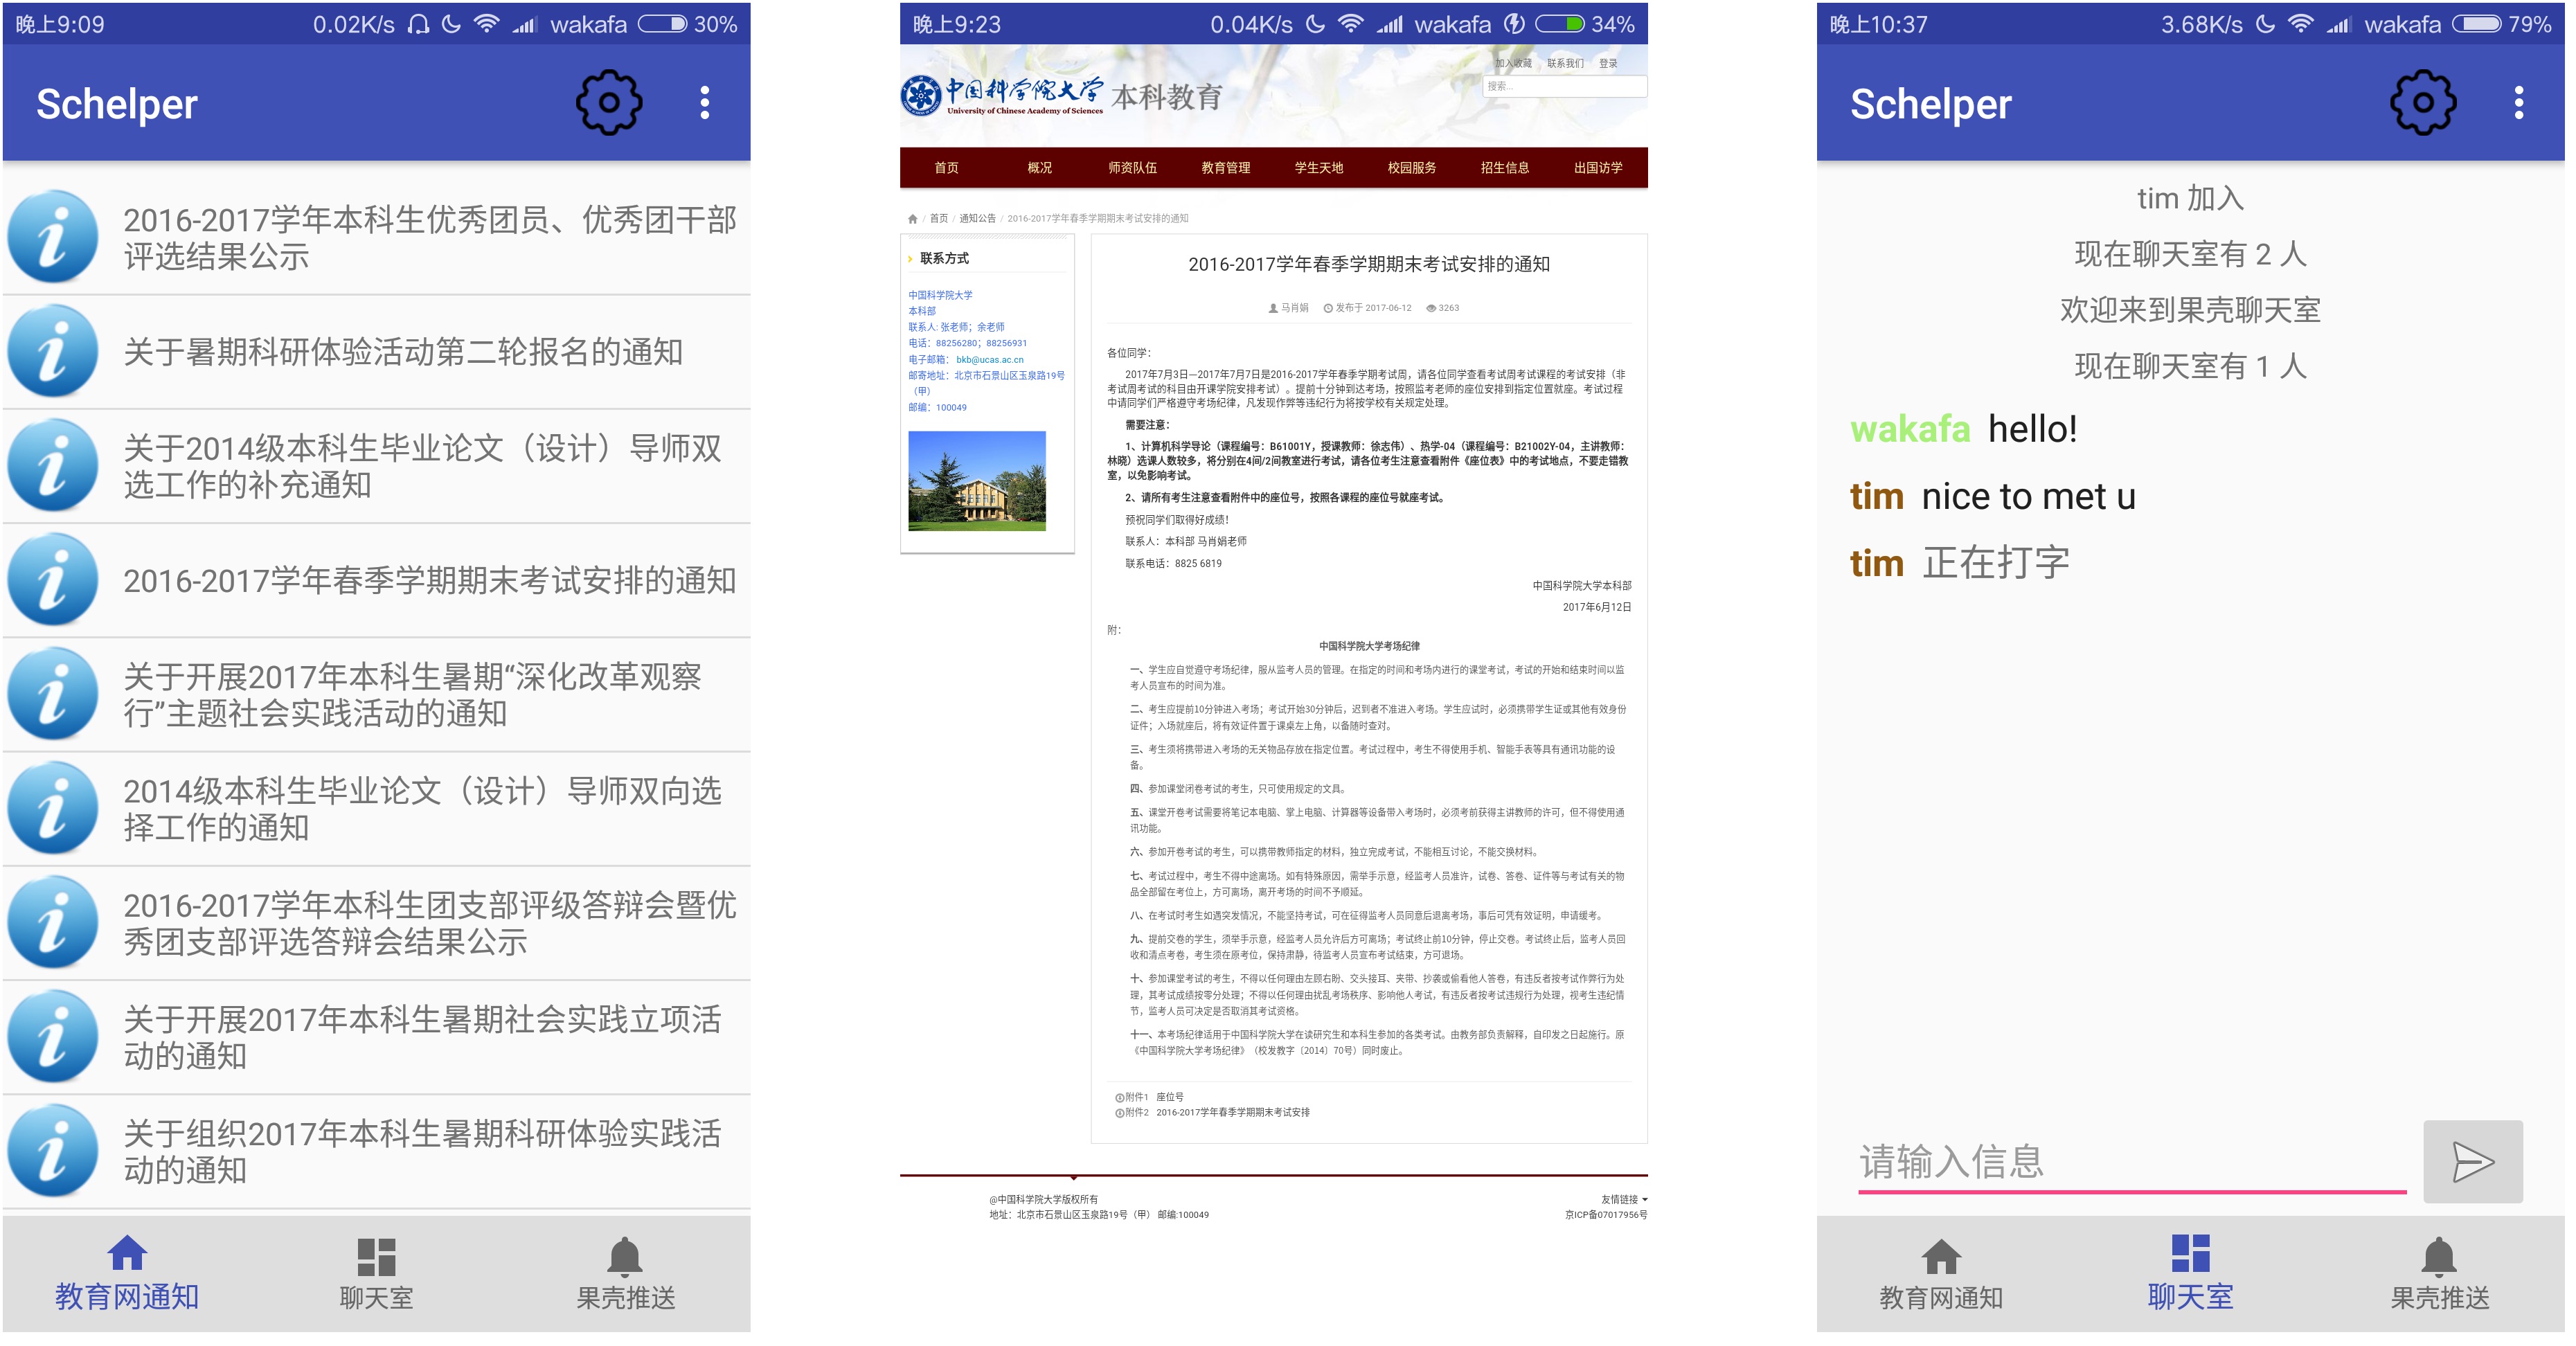 晚上9:09
0.02K/s wakafa 30%
Schelper
2016-2017学年本科生优秀团员、优秀团干部
评选结果公示
关于暑期科研体验活动第二轮报名的通知
关于2014级本科生毕业论文（设计）导师双
选工作的补充通知
2016-2017学年春季学期期末考试安排的通知
关于开展2017年本科生暑期“深化改革观察
行”主题社会实践活动的通知
2014级本科生毕业论文（设计）导师双向选
择工作的通知
2016-2017学年本科生团支部评级答辩会暨优
秀团支部评选答辩会结果公示
关于开展2017年本科生暑期社会实践立项活
动的通知
关于组织2017年本科生暑期科研体验实践活
动的通知
教育网通知 聊天室 果壳推送
晚上9:23
0.04K/s wakafa 34%
加入收藏 联系我们 登录
搜索...
中国科学院大学 本科教育
University of Chinese Academy of Sciences
首页 概况 师资队伍 教育管理 学生天地 校园服务 招生信息 出国访学
/ 首页 / 通知公告 / 2016-2017学年春季学期期末考试安排的通知
联系方式
中国科学院大学
本科部
联系人: 张老师；余老师
电话：88256280；88256931
电子邮箱： bkb@ucas.ac.cn
邮寄地址：北京市石景山区玉泉路19号
（甲）
邮编：100049
2016-2017学年春季学期期末考试安排的通知
马肖娟 发布于 2017-06-12 3263
各位同学：
2017年7月3日—2017年7月7日是2016-2017学年春季学期考试周，请各位同学查看考试周考试课程的考试安排（非
考试周考试的科目由开课学院安排考试）。提前十分钟到达考场，按照监考老师的座位安排到指定位置就座。考试过程
中请同学们严格遵守考场纪律，凡发现作弊等违纪行为将按学校有关规定处理。
需要注意：
1、计算机科学导论（课程编号：B61001Y，授课教师：徐志伟）、热学-04（课程编号：B21002Y-04，主讲教师：
林晓）选课人数较多，将分别在4间/2间教室进行考试，请各位考生注意查看附件《座位表》中的考试地点，不要走错教
室，以免影响考试。
2、请所有考生注意查看附件中的座位号，按照各课程的座位号就座考试。
预祝同学们取得好成绩！
联系人：本科部 马肖娟老师
联系电话：8825 6819
中国科学院大学本科部
2017年6月12日
附：
中国科学院大学考场纪律
一、学生应自觉遵守考场纪律，服从监考人员的管理。在指定的时间和考场内进行的课堂考试，考试的开始和结束时间以监
考人员宣布的时间为准。
二、考生应提前10分钟进入考场；考试开始30分钟后，迟到者不准进入考场。学生应试时，必须携带学生证或其他有效身份
证件；入场就座后，将有效证件置于课桌左上角，以备随时查对。
三、考生须将携带进入考场的无关物品存放在指定位置。考试过程中，考生不得使用手机、智能手表等具有通讯功能的设
备。
四、参加课堂闭卷考试的考生，只可使用规定的文具。
五、课堂开卷考试需要将笔记本电脑、掌上电脑、计算器等设备带入考场时，必须考前获得主讲教师的许可，但不得使用通
讯功能。
六、参加开卷考试的考生，可以携带教师指定的材料，独立完成考试，不能相互讨论，不能交换材料。
七、考试过程中，考生不得中途离场。如有特殊原因，需举手示意，经监考人员准许，试卷、答卷、证件等与考试有关的物
品全部留在考位上，方可离场，离开考场的时间不予顺延。
八、在考试时考生如遇突发情况，不能坚持考试，可在征得监考人员同意后退离考场，事后可凭有效证明，申请缓考。
九、提前交卷的学生，须举手示意，经监考人员允许后方可离场；考试终止前10分钟，停止交卷。考试终止后，监考人员回
收和清点考卷，考生须在原考位，保持肃静，待监考人员宣布考试结束，方可退场。
十、参加课堂考试的考生，不得以任何理由左顾右盼、交头接耳、夹带、抄袭或偷看他人答卷，有违反者按考试作弊行为处
理，其考试成绩按零分处理；不得以任何理由扰乱考场秩序、影响他人考试，有违反者按考试违规行为处理，视考生违纪情
节，监考人员可决定是否取消其考试资格。
十一、本考场纪律适用于中国科学院大学在读研究生和本科生参加的各类考试。由教务部负责解释，自印发之日起施行。原
《中国科学院大学考场纪律》（校发教字〔2014〕70号）同时废止。
附件1 座位号
附件2 2016-2017学年春季学期期末考试安排
@中国科学院大学版权所有 友情链接
地址：北京市石景山区玉泉路19号（甲） 邮编:100049 京ICP备07017956号
晚上10:37
3.68K/s wakafa 79%
Schelper
tim 加入
现在聊天室有 2 人
欢迎来到果壳聊天室
现在聊天室有 1 人
wakafa hello!
tim nice to met u
tim 正在打字
请输入信息
教育网通知 聊天室 果壳推送